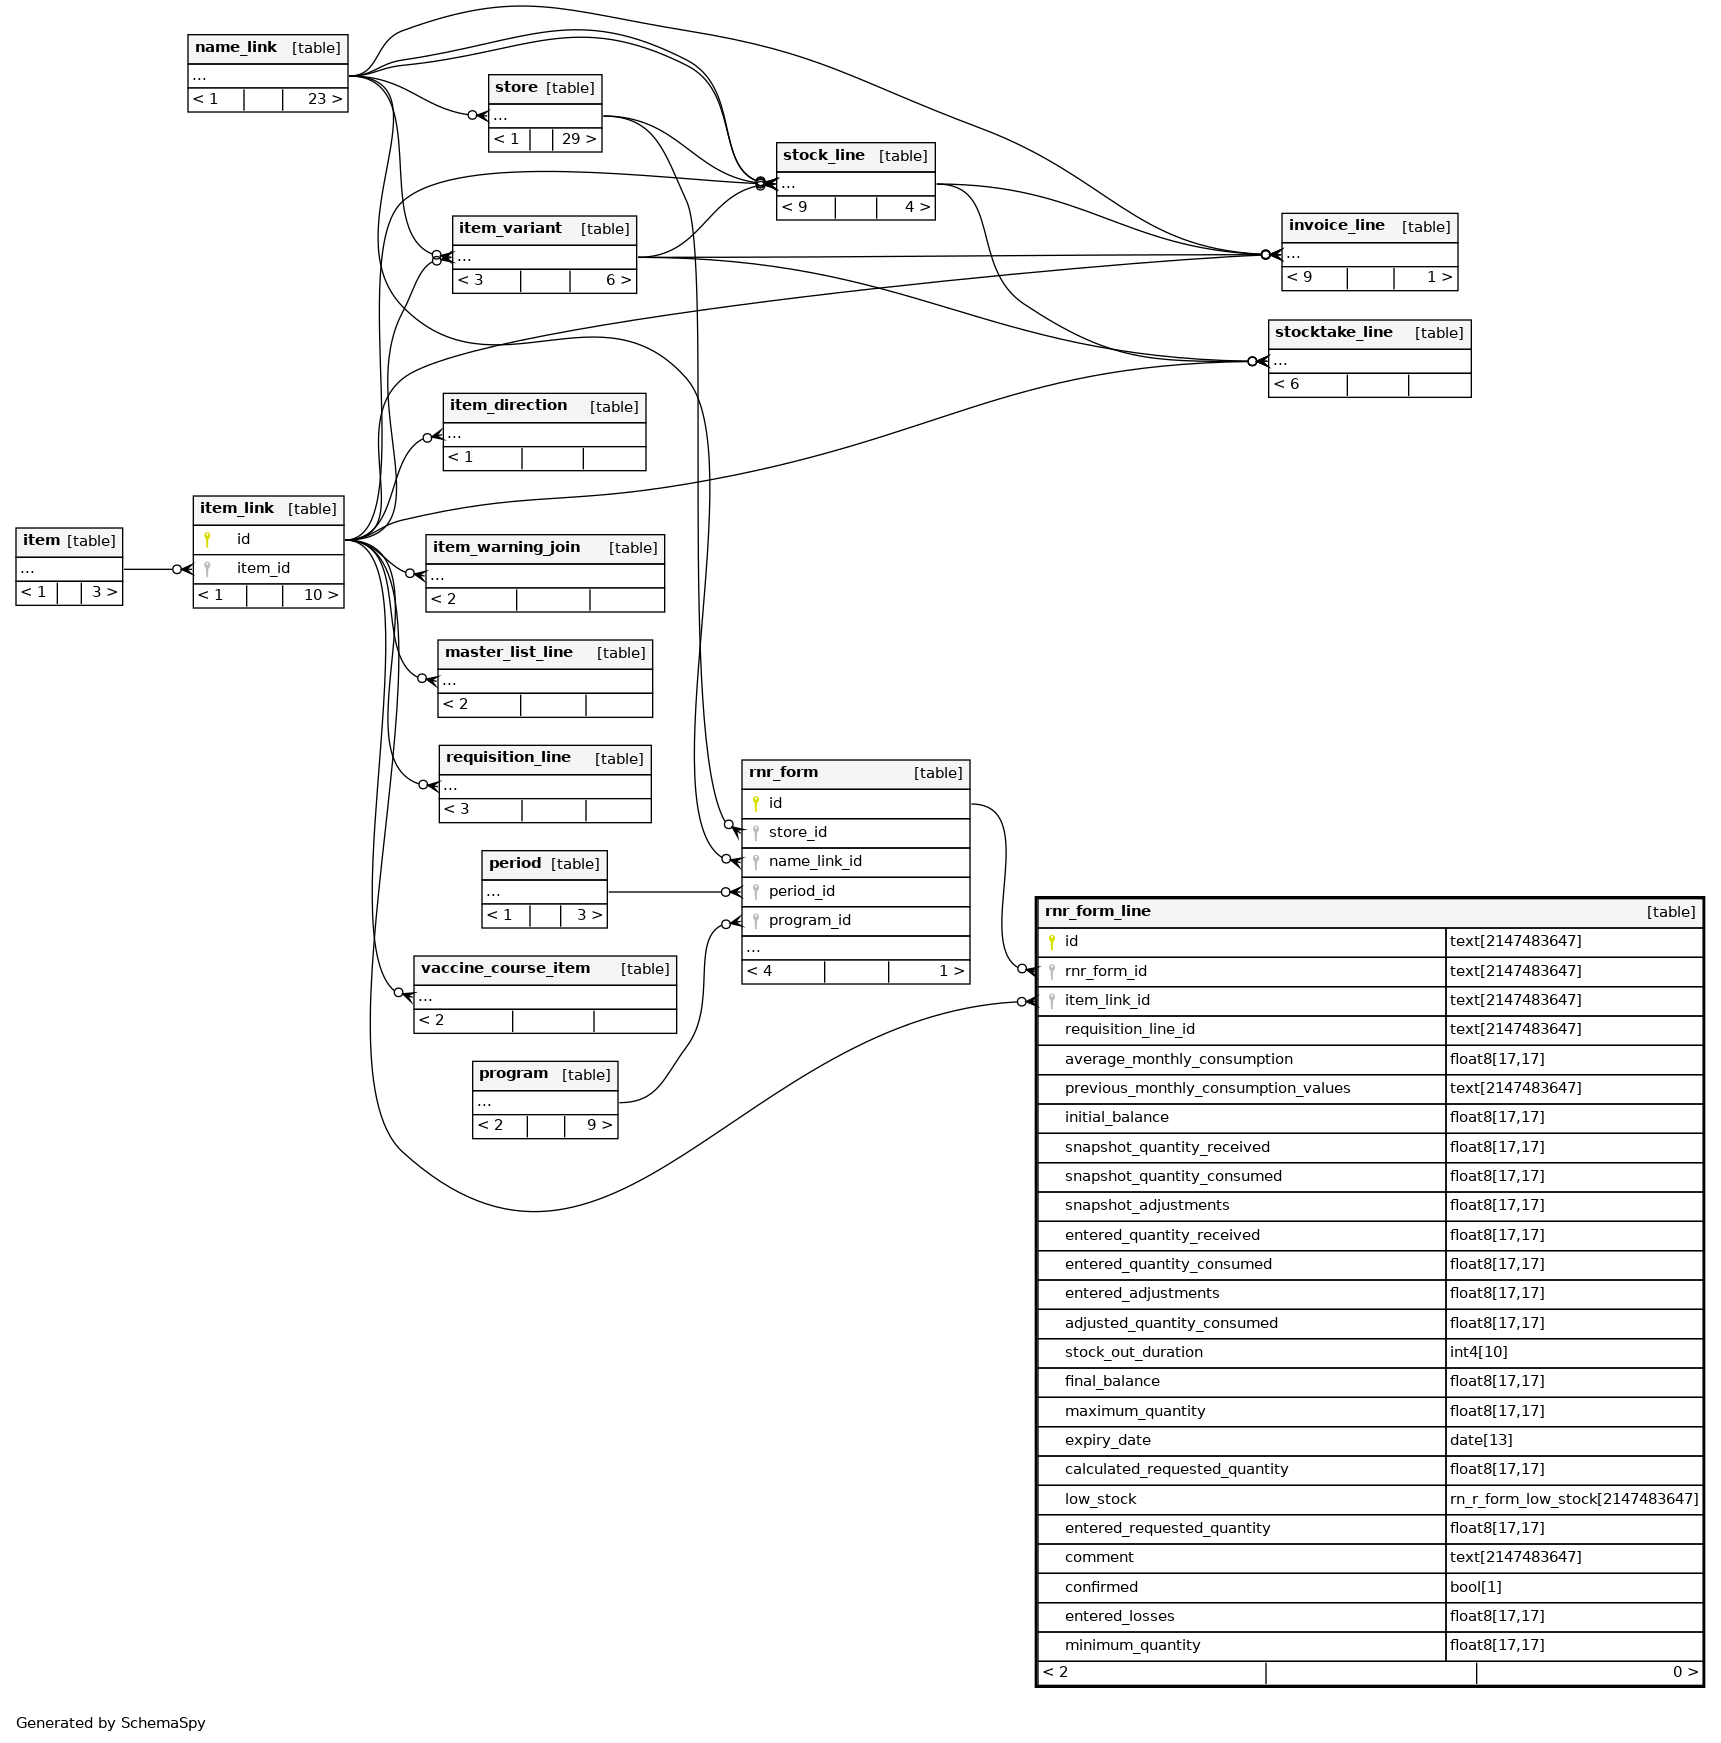 name_link [table]
...
< 1 23 >
store [table]
...
< 1 29 >
stock_line [table]
...
< 9 4 >
item_variant [table]
...
< 3 6 >
invoice_line [table]
...
< 9 1 >
stocktake_line [table]
...
< 6
item_direction [table]
...
< 1
item_link [table]
id
item_id
< 1 10 >
item [table]
...
< 1 3 >
item_warning_join [table]
...
< 2
master_list_line [table]
...
< 2
requisition_line [table]
...
< 3
rnr_form [table]
id
store_id
name_link_id
period_id
program_id
...
< 4 1 >
period [table]
...
< 1 3 >
vaccine_course_item [table]
...
< 2
program [table]
...
< 2 9 >
rnr_form_line [table]
id text[2147483647]
rnr_form_id text[2147483647]
item_link_id text[2147483647]
requisition_line_id text[2147483647]
average_monthly_consumption float8[17,17]
previous_monthly_consumption_values text[2147483647]
initial_balance float8[17,17]
snapshot_quantity_received float8[17,17]
snapshot_quantity_consumed float8[17,17]
snapshot_adjustments float8[17,17]
entered_quantity_received float8[17,17]
entered_quantity_consumed float8[17,17]
entered_adjustments float8[17,17]
adjusted_quantity_consumed float8[17,17]
stock_out_duration int4[10]
final_balance float8[17,17]
maximum_quantity float8[17,17]
expiry_date date[13]
calculated_requested_quantity float8[17,17]
low_stock rn_r_form_low_stock[2147483647]
entered_requested_quantity float8[17,17]
comment text[2147483647]
confirmed bool[1]
entered_losses float8[17,17]
minimum_quantity float8[17,17]
< 2 0 >
Generated by SchemaSpy